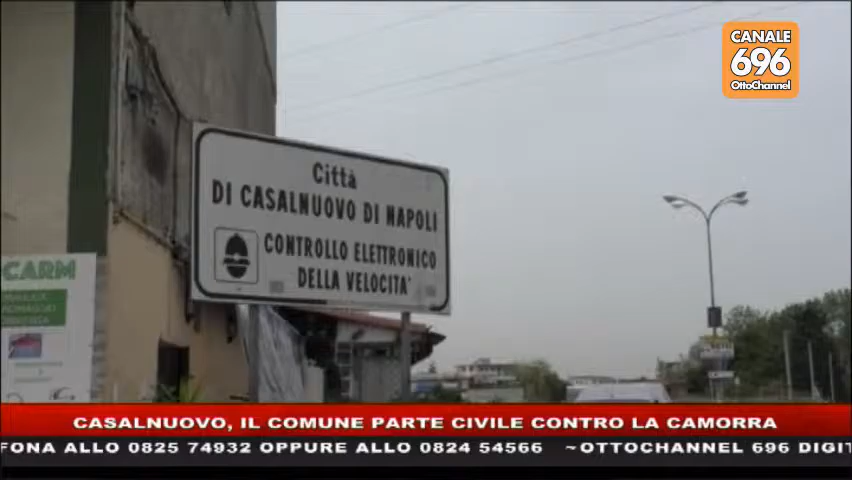 CANALE
696
OttoChannel
Città
DI CASALNUOVO DI NAPOLI
CONTROLLO ELETTRONICO
DELLA VELOCITA'
CARM
CASALNUOVO, IL COMUNE PARTE CIVILE CONTRO LA CAMORRA
FONA ALLO 0825 74932 OPPURE ALLO 0824 54566 ~OTTOCHANNEL 696 DIGIT